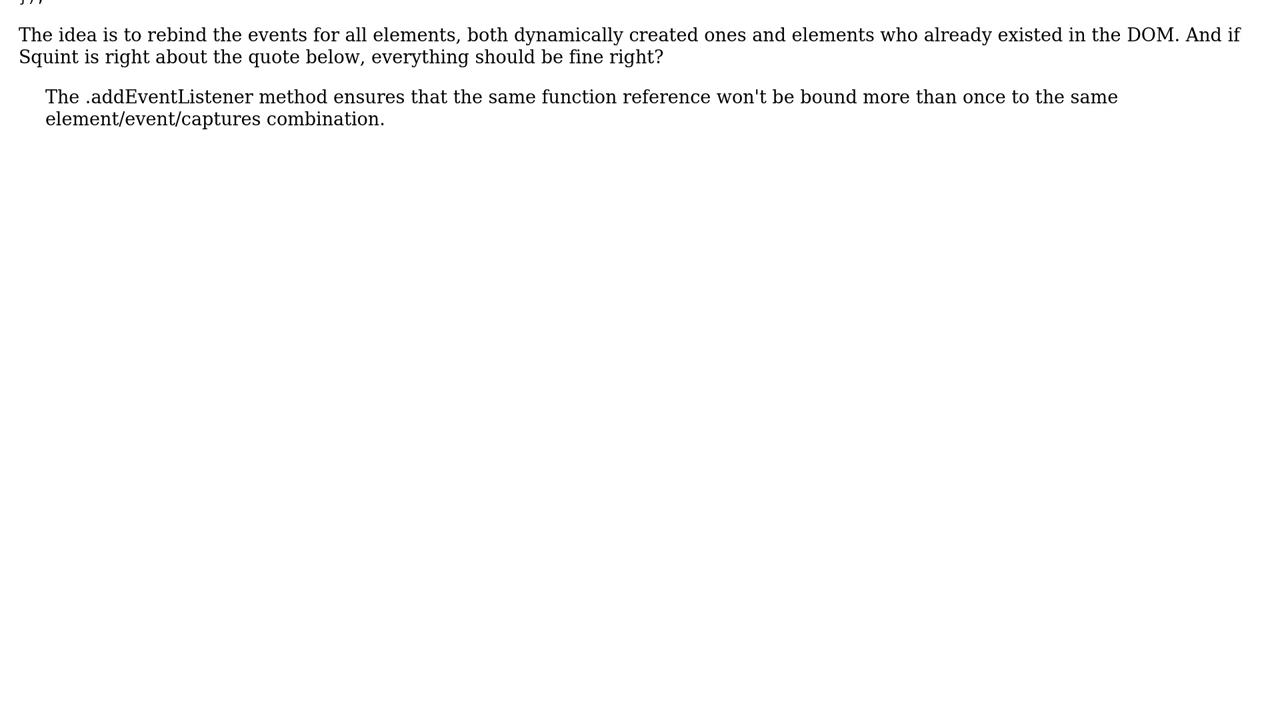 The idea is to rebind the events for all elements, both dynamically created ones and elements who already existed in the DOM. And if
Squint is right about the quote below, everything should be fine right?
The .addEventListener method ensures that the same function reference won't be bound more than once to the same
element/event/captures combination.